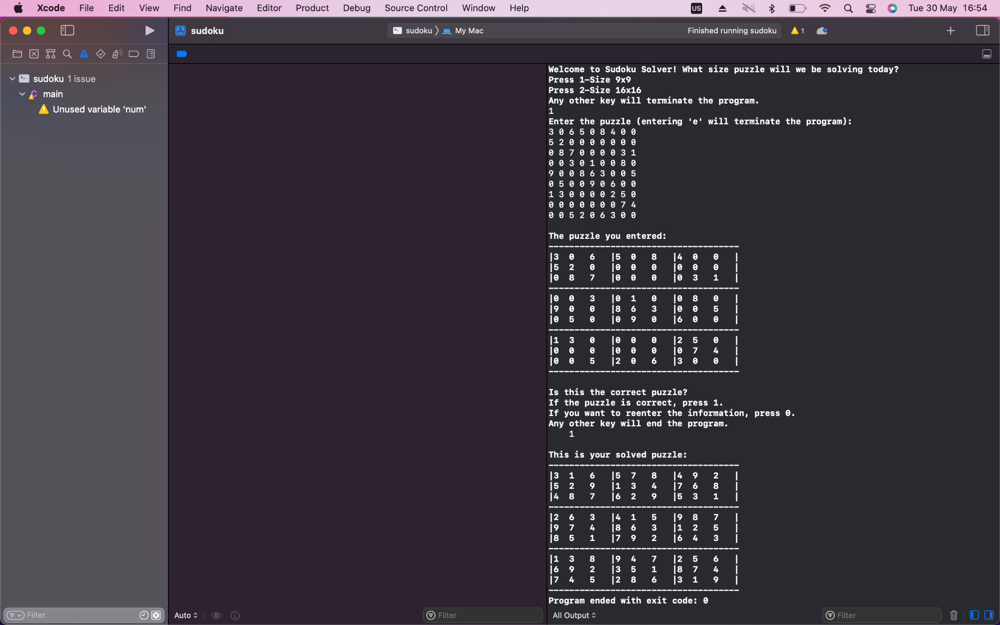 Xcode File Edit View Find Navigate Editor Product Debug Source Control Window Help US Tue 30 May 16:54
sudoku sudoku My Mac Finished running sudoku 1
sudoku 1 issue
main
Unused variable 'num'
Welcome to Sudoku Solver! What size puzzle will we be solving today?
Press 1-Size 9x9
Press 2-Size 16x16
Any other key will terminate the program.
1
Enter the puzzle (entering 'e' will terminate the program):
3 0 6 5 0 8 4 0 0
5 2 0 0 0 0 0 0 0
0 8 7 0 0 0 0 3 1
0 0 3 0 1 0 0 8 0
9 0 0 8 6 3 0 0 5
0 5 0 0 9 0 6 0 0
1 3 0 0 0 0 2 5 0
0 0 0 0 0 0 0 7 4
0 0 5 2 0 6 3 0 0
The puzzle you entered:
-------------------------------------
|3  0   6   |5  0   8   |4  0   0   |
|5  2   0   |0  0   0   |0  0   0   |
|0  8   7   |0  0   0   |0  3   1   |
-------------------------------------
|0  0   3   |0  1   0   |0  8   0   |
|9  0   0   |8  6   3   |0  0   5   |
|0  5   0   |0  9   0   |6  0   0   |
-------------------------------------
|1  3   0   |0  0   0   |2  5   0   |
|0  0   0   |0  0   0   |0  7   4   |
|0  0   5   |2  0   6   |3  0   0   |
-------------------------------------
Is this the correct puzzle?
If the puzzle is correct, press 1.
If you want to reenter the information, press 0.
Any other key will end the program.
1
This is your solved puzzle:
-------------------------------------
|3  1   6   |5  7   8   |4  9   2   |
|5  2   9   |1  3   4   |7  6   8   |
|4  8   7   |6  2   9   |5  3   1   |
-------------------------------------
|2  6   3   |4  1   5   |9  8   7   |
|9  7   4   |8  6   3   |1  2   5   |
|8  5   1   |7  9   2   |6  4   3   |
-------------------------------------
|1  3   8   |9  4   7   |2  5   6   |
|6  9   2   |3  5   1   |8  7   4   |
|7  4   5   |2  8   6   |3  1   9   |
-------------------------------------
Program ended with exit code: 0
Filter Auto Filter All Output Filter